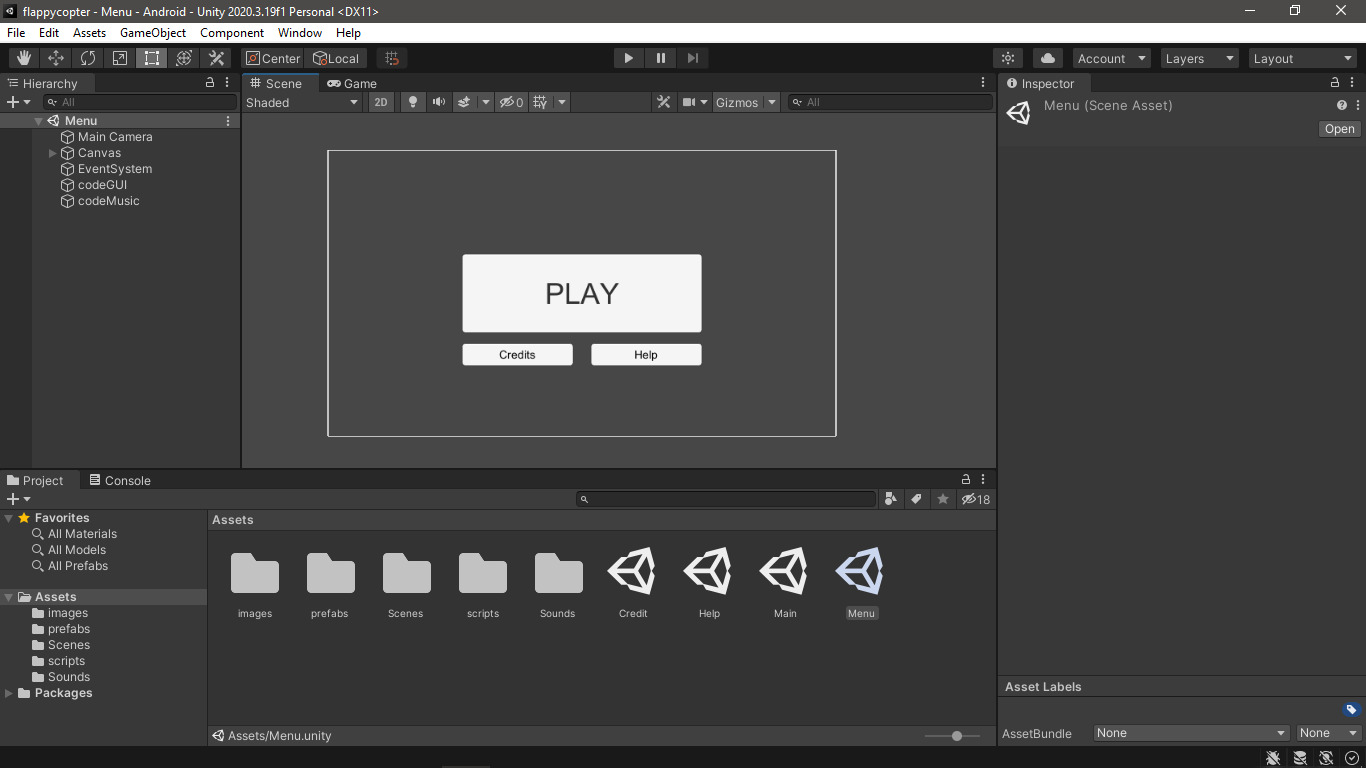 flappycopter - Menu - Android - Unity 2020.3.19f1 Personal <DX11>
File Edit Assets GameObject Component Window Help
Center Local Account Layers Layout
Hierarchy
All
Menu
Main Camera
Canvas
EventSystem
codeGUI
codeMusic
Scene Game
Shaded 2D 0 Gizmos All
PLAY
Credits Help
Inspector
Menu (Scene Asset)
Open
Project Console
18
Favorites
All Materials
All Models
All Prefabs
Assets
images
prefabs
Scenes
scripts
Sounds
Packages
Assets
images prefabs Scenes scripts Sounds Credit Help Main Menu
Assets/Menu.unity
Asset Labels
AssetBundle None None